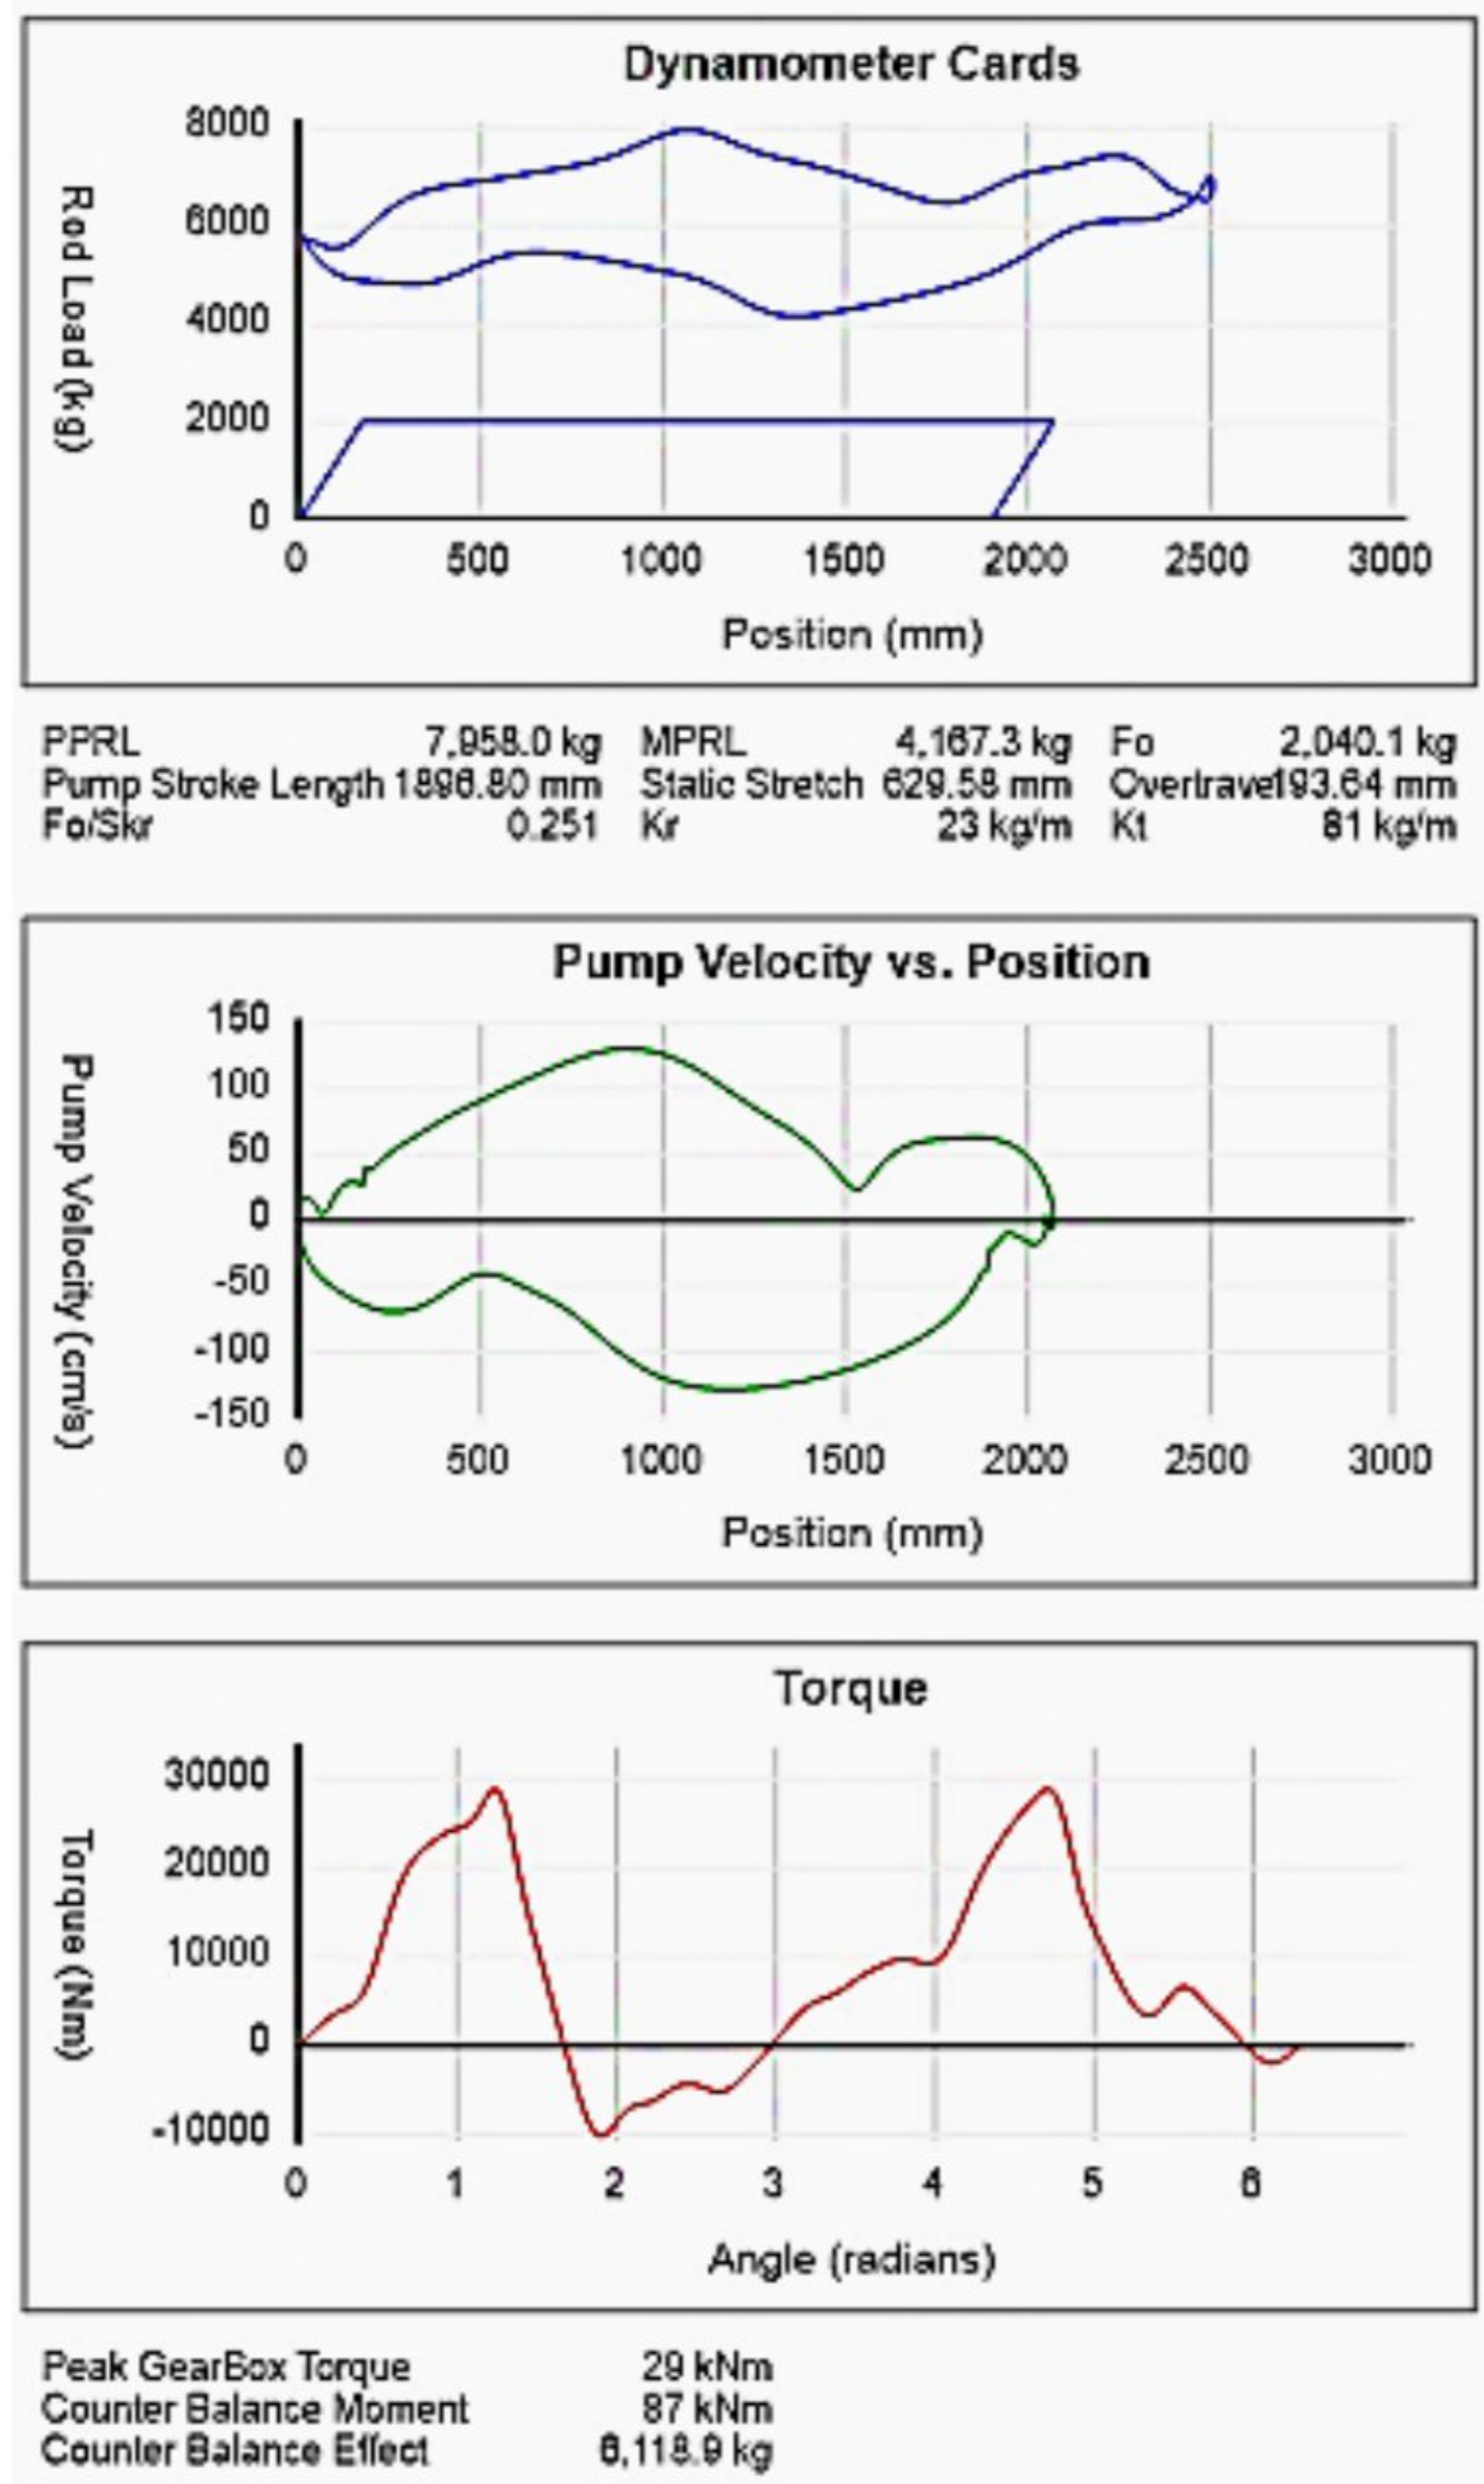 Dynamometer Cards
Rod Load (kg)
8000
6000
4000
2000
0
0 500 1000 1500 2000 2500 3000
Position (mm)
PPRL 7,958.0 kg MPRL 4,167.3 kg Fo 2,040.1 kg
Pump Stroke Length 1896.80 mm Static Stretch 629.58 mm Overtravel 193.64 mm
Fo/Skr 0.251 Kr 23 kg/m Kt 81 kg/m
Pump Velocity vs. Position
Pump Velocity (cm/s)
150
100
50
0
-50
-100
-150
0 500 1000 1500 2000 2500 3000
Position (mm)
Torque
Torque (Nm)
30000
20000
10000
0
-10000
0 1 2 3 4 5 6
Angle (radians)
Peak GearBox Torque 29 kNm
Counter Balance Moment 87 kNm
Counter Balance Effect 6,118.9 kg